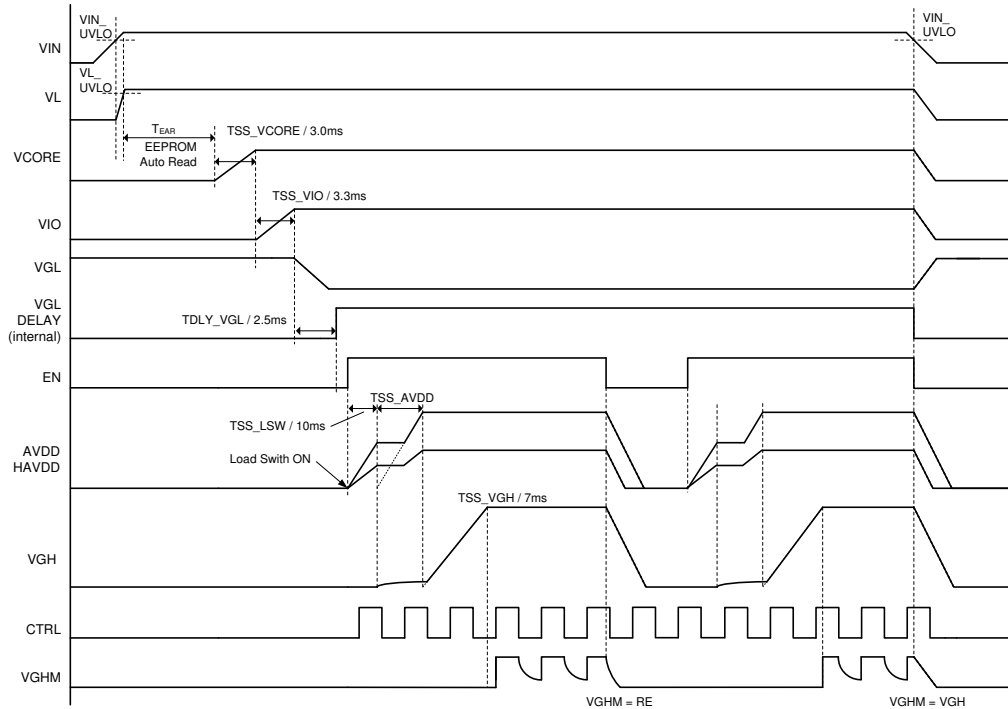 VIN_
UVLO
VIN_
UVLO
VIN
VL_
UVLO
VL
TEAR
EEPROM
Auto Read
TSS_VCORE / 3.0ms
VCORE
TSS_VIO / 3.3ms
VIO
VGL
VGL
DELAY
(internal)
TDLY_VGL / 2.5ms
EN
TSS_AVDD
TSS_LSW / 10ms
AVDD
HAVDD
Load Swith ON
TSS_VGH / 7ms
VGH
CTRL
VGHM
VGHM = RE
VGHM = VGH